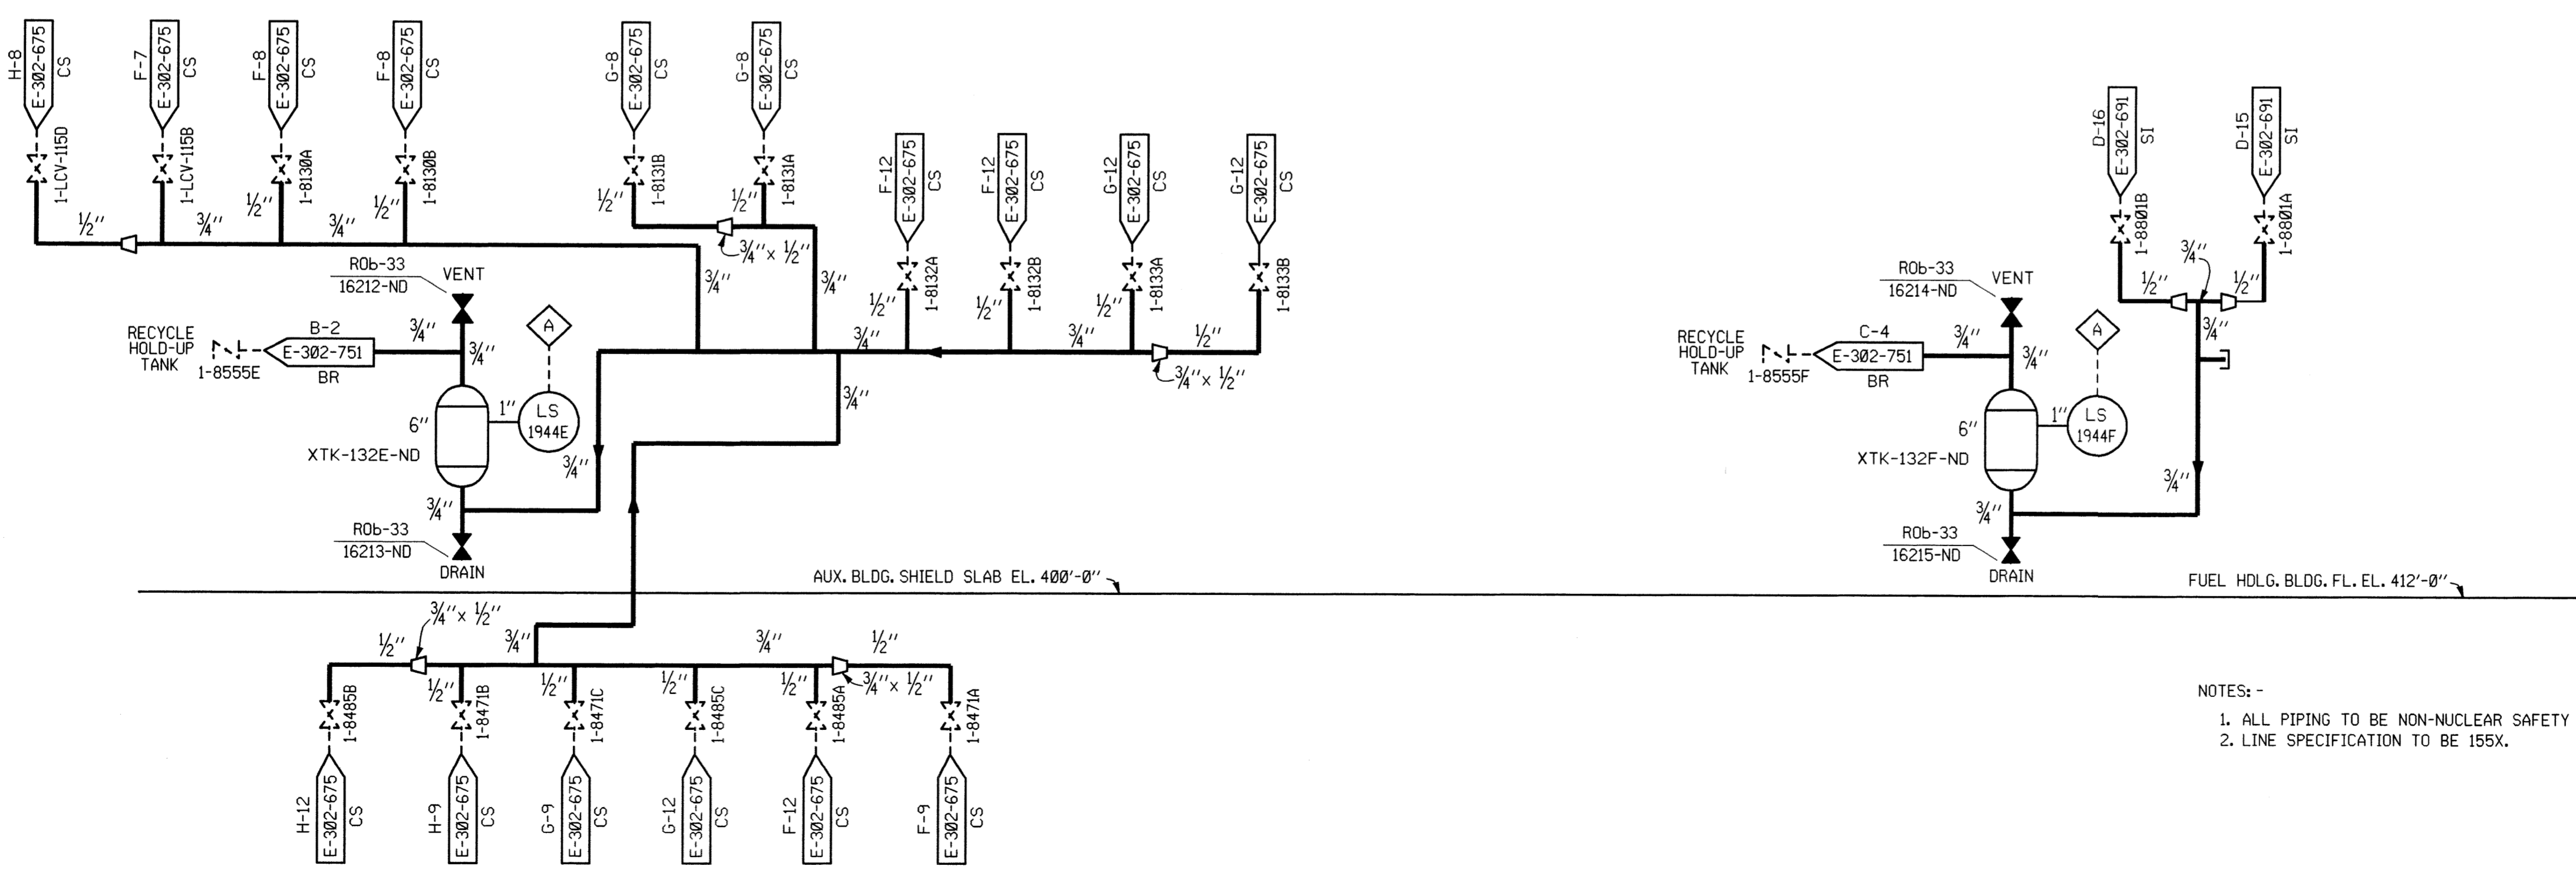 H-8
E-302-675
CS
F-7
E-302-675
CS
F-8
E-302-675
CS
F-8
E-302-675
CS
G-8
E-302-675
CS
G-8
E-302-675
CS
1-LCV-115D
1-LCV-115B
1-8130A
1-8130B
1-8131B
1-8131A
F-12
E-302-675
CS
F-12
E-302-675
CS
G-12
E-302-675
CS
G-12
E-302-675
CS
1-8132A
1-8132B
1-8133A
1-8133B
D-16
E-302-691
SI
D-15
E-302-691
SI
1-8801B
1-8801A
1/2"
3/4"
1/2"
3/4"
1/2"
1/2"
1/2"
3/4" x 1/2"
3/4"
3/4"
1/2"
1/2"
1/2"
3/4"
3/4"
1/2"
3/4" x 1/2"
3/4"
3/4"
ROb-33
16212-ND
VENT
3/4"
3/4"
RECYCLE
HOLD-UP
TANK
1-8555E
B-2
E-302-751
BR
A
6"
1"
LS
1944E
XTK-132E-ND
3/4"
ROb-33
16213-ND
DRAIN
ROb-33
16214-ND
VENT
3/4"
3/4"
RECYCLE
HOLD-UP
TANK
1-8555F
C-4
E-302-751
BR
A
6"
1"
LS
1944F
XTK-132F-ND
3/4"
ROb-33
16215-ND
DRAIN
3/4"
1/2"
1/2"
3/4"
3/4"
AUX. BLDG. SHIELD SLAB EL. 400'-0"
FUEL HDLG. BLDG. FL. EL. 412'-0"
3/4" x 1/2"
1/2"
3/4"
3/4"
1/2"
1/2"
1/2"
1/2"
1/2"
3/4" x 1/2"
1-8485B
1-8471B
1-8471C
1-8485C
1-8485A
1-8471A
H-12
E-302-675
CS
H-9
E-302-675
CS
G-9
E-302-675
CS
G-12
E-302-675
CS
F-12
E-302-675
CS
F-9
E-302-675
CS
NOTES: -
1. ALL PIPING TO BE NON-NUCLEAR SAFETY
2. LINE SPECIFICATION TO BE 155X.